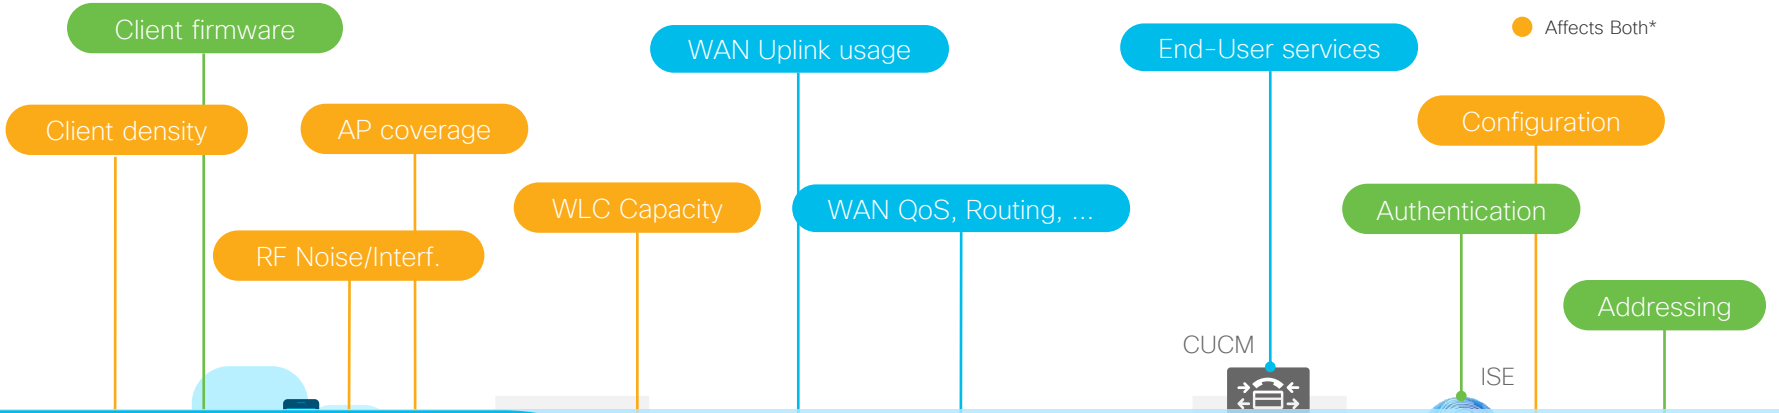 Client firmware
Affects Both*
WAN Uplink usage
End-User services
Client density
AP coverage
Configuration
WLC Capacity
WAN QoS, Routing, ...
Authentication
RF Noise/Interf.
Addressing
CUCM
ISE